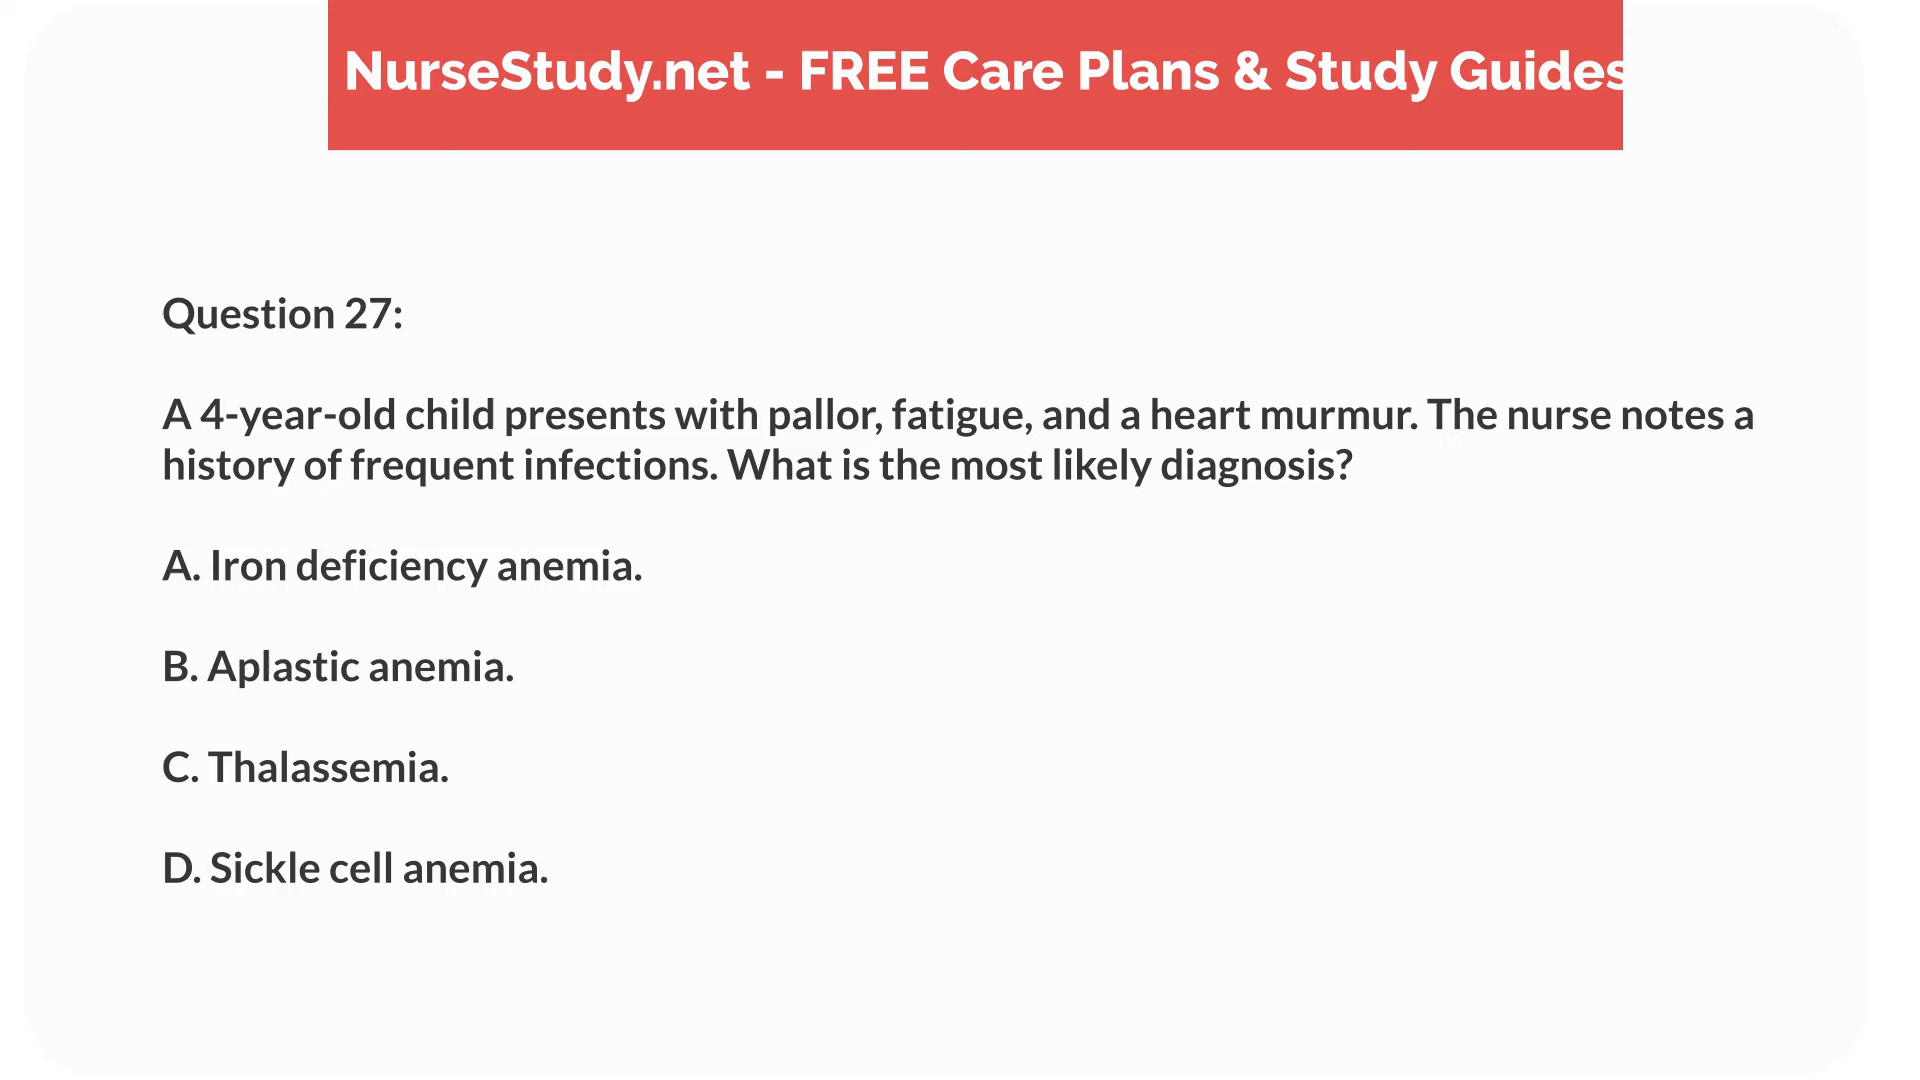 NurseStudy.net - FREE Care Plans & Study Guides
Question 27:
A 4-year-old child presents with pallor, fatigue, and a heart murmur. The nurse notes a
history of frequent infections. What is the most likely diagnosis?
A. Iron deficiency anemia.
B. Aplastic anemia.
C. Thalassemia.
D. Sickle cell anemia.